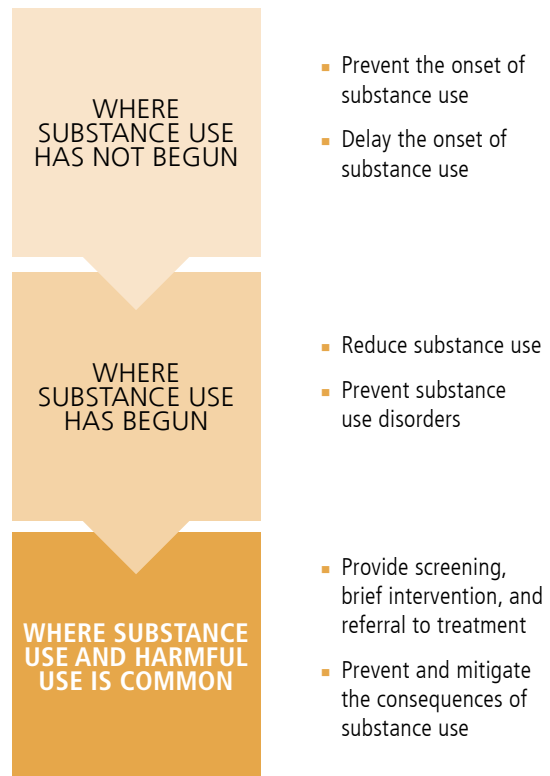 WHERE
SUBSTANCE USE
HAS NOT BEGUN
▪ Prevent the onset of
substance use
▪ Delay the onset of
substance use
WHERE
SUBSTANCE USE
HAS BEGUN
▪ Reduce substance use
▪ Prevent substance
use disorders
WHERE SUBSTANCE
USE AND HARMFUL
USE IS COMMON
▪ Provide screening,
brief intervention, and
referral to treatment
▪ Prevent and mitigate
the consequences of
substance use